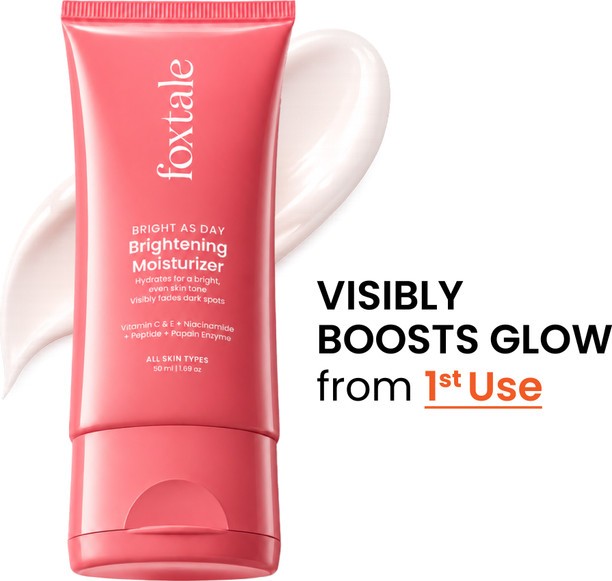 foxtale
BRIGHT AS DAY
Brightening
Moisturizer
Hydrates for a bright,
even skin tone
Visibly fades dark spots
Vitamin C & E + Niacinamide
+ Peptide + Papain Enzyme
ALL SKIN TYPES
50 ml | 1.69 oz
VISIBLY
BOOSTS GLOW
from 1st Use